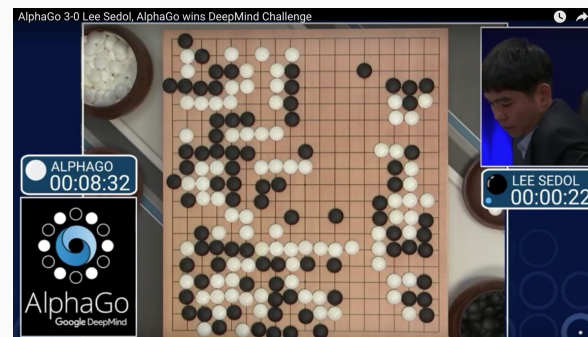 AlphaGo 3-0 Lee Sedol, AlphaGo wins DeepMind Challenge
ALPHAGO
00:08:32
LEE SEDOL
00:00:22
AlphaGo
Google DeepMind